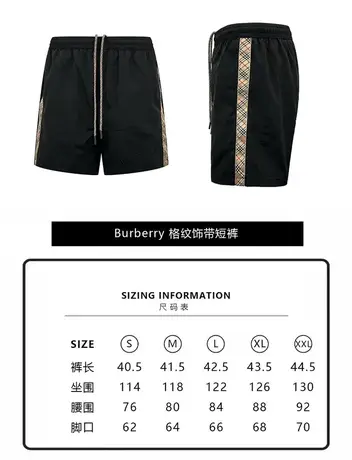 Burberry 格纹饰带短裤
SIZING INFORMATION
尺码表
SIZE S M L XL XXL
裤长 40.5 41.5 42.5 43.5 44.5
坐围 114 118 122 126 130
腰围 76 80 84 88 92
脚口 62 64 66 68 70